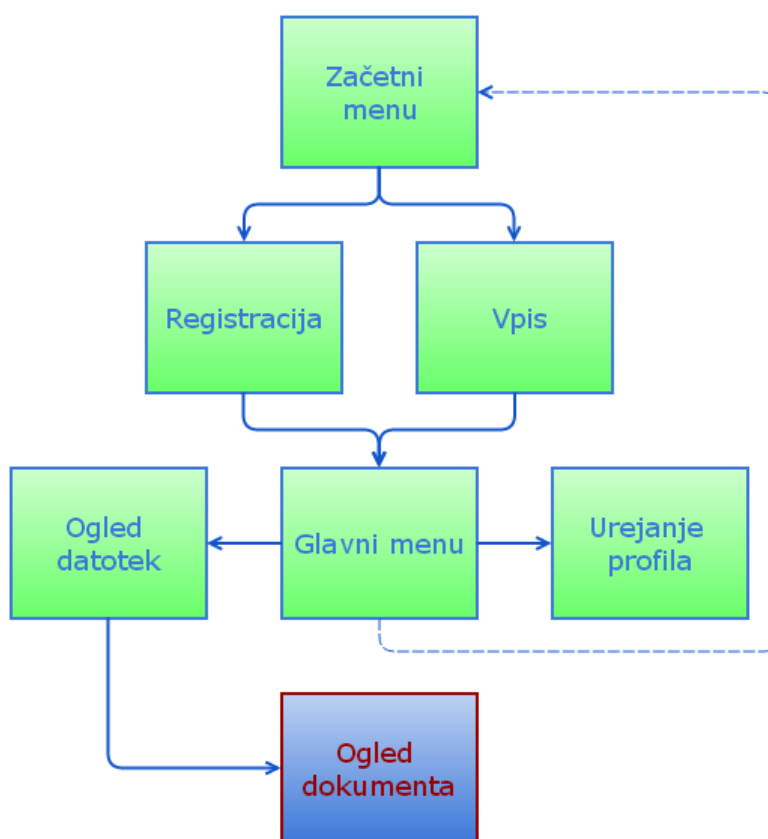 Začetni
menu
Registracija
Vpis
Ogled
datotek
Glavni menu
Urejanje
profila
Ogled
dokumenta